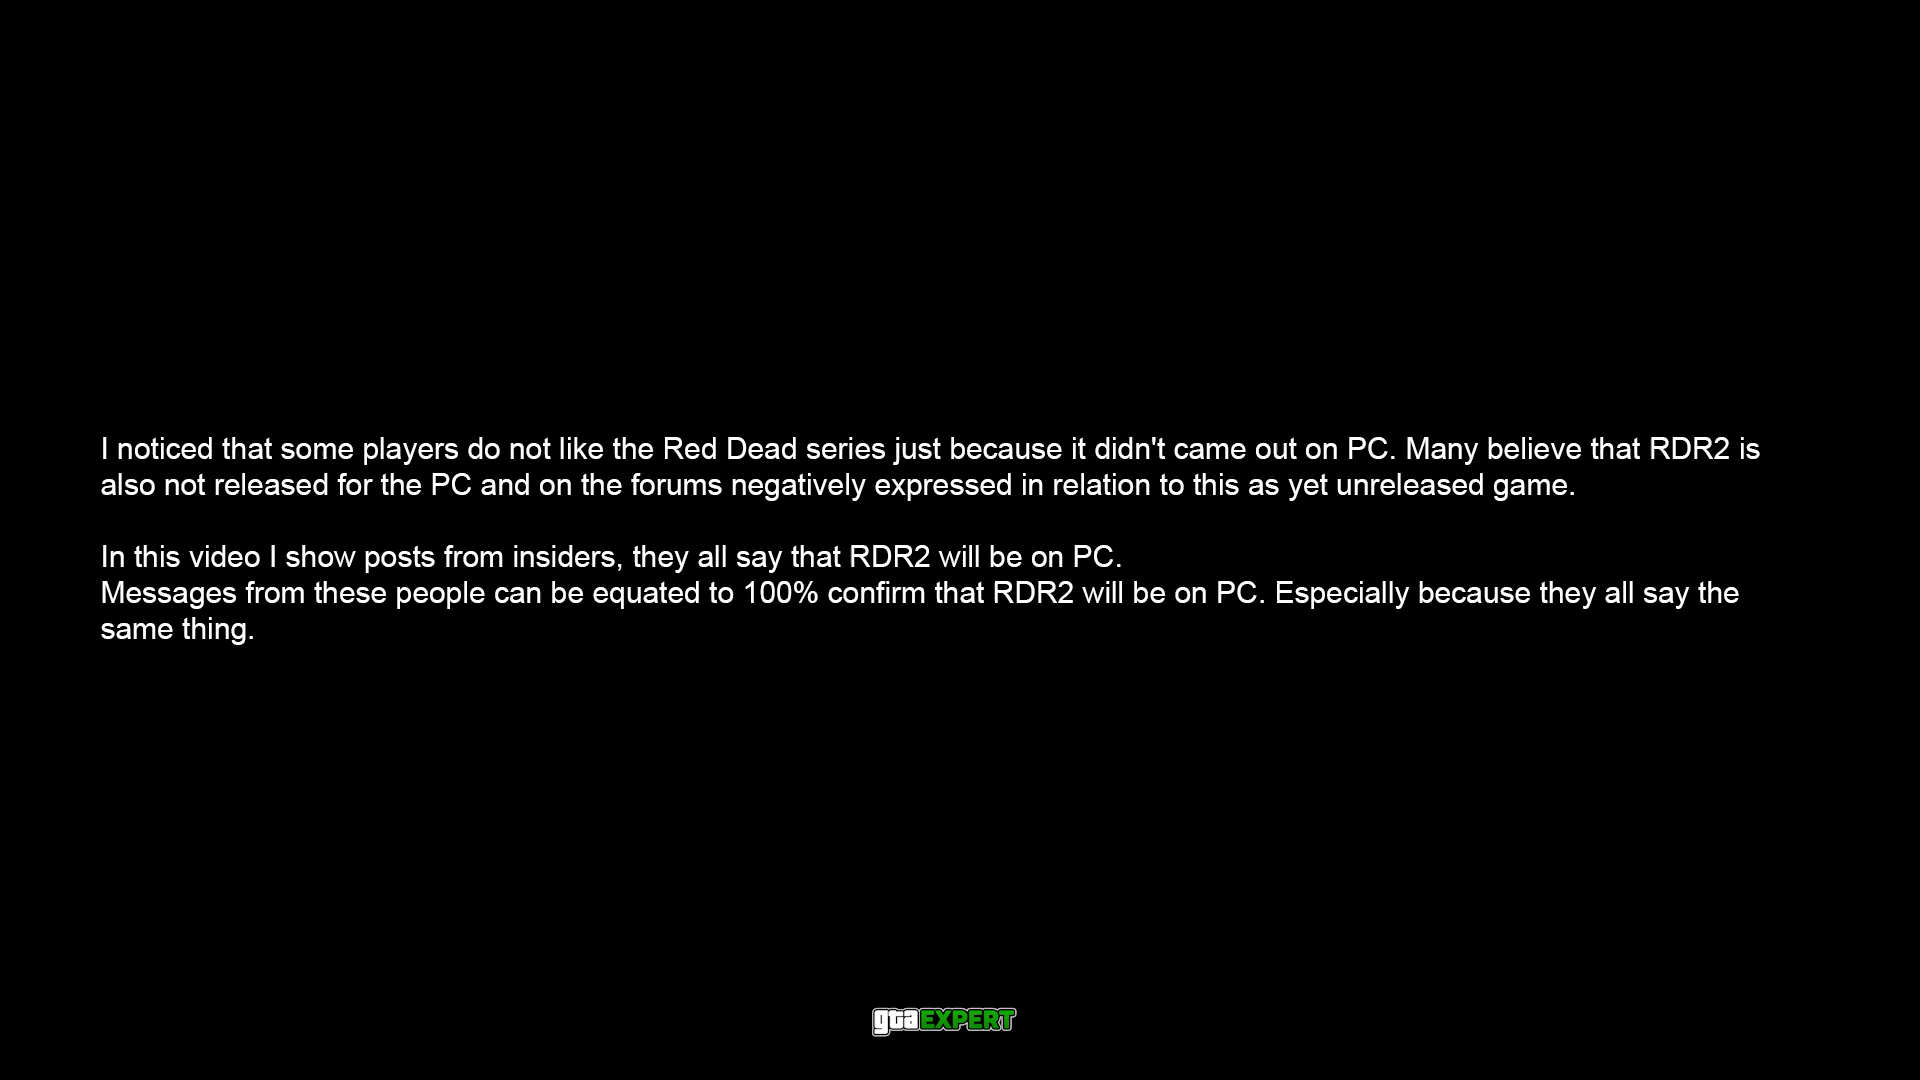 I noticed that some players do not like the Red Dead series just because it didn't came out on PC. Many believe that RDR2 is
also not released for the PC and on the forums negatively expressed in relation to this as yet unreleased game.
In this video I show posts from insiders, they all say that RDR2 will be on PC.
Messages from these people can be equated to 100% confirm that RDR2 will be on PC. Especially because they all say the
same thing.
gtaEXPERT